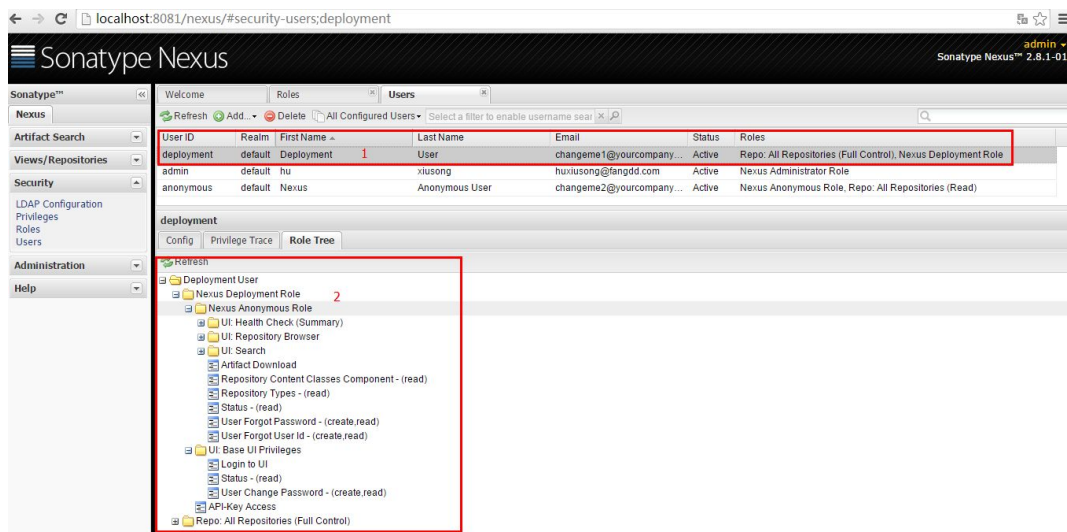 localhost:8081/nexus/#security-users;deployment
Sonatype Nexus
admin
Sonatype Nexus™ 2.8.1-01
Sonatype™
Welcome Roles Users
Nexus
Refresh Add... Delete All Configured Users Select a filter to enable username sear
Artifact Search
User ID Realm First Name Last Name Email Status Roles
Views/Repositories
deployment default Deployment 1 User changeme1@yourcompany... Active Repo: All Repositories (Full Control), Nexus Deployment Role
admin default hu xiusong huxiusong@fangdd.com Active Nexus Administrator Role
Security
anonymous default Nexus Anonymous User changeme2@yourcompany... Active Nexus Anonymous Role, Repo: All Repositories (Read)
LDAP Configuration
Privileges
Roles
Users
deployment
Config Privilege Trace Role Tree
Administration
Refresh
Help
Deployment User
Nexus Deployment Role 2
Nexus Anonymous Role
UI: Health Check (Summary)
UI: Repository Browser
UI: Search
Artifact Download
Repository Content Classes Component - (read)
Repository Types - (read)
Status - (read)
User Forgot Password - (create,read)
User Forgot User Id - (create,read)
UI: Base UI Privileges
Login to UI
Status - (read)
User Change Password - (create,read)
API-Key Access
Repo: All Repositories (Full Control)